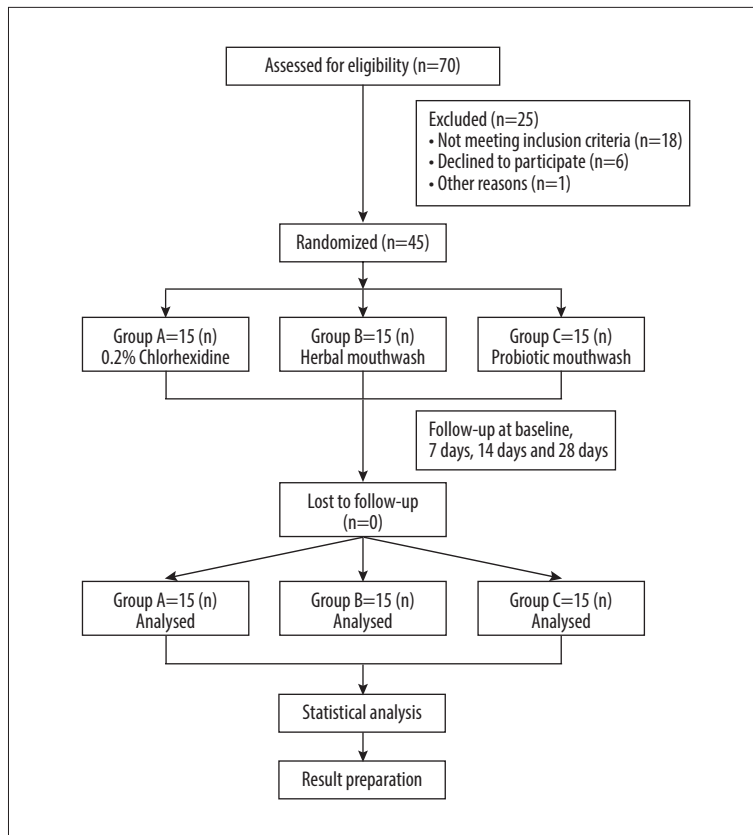 Assessed for eligibility (n=70)
Excluded (n=25)
• Not meeting inclusion criteria (n=18)
• Declined to participate (n=6)
• Other reasons (n=1)
Randomized (n=45)
Group A=15 (n)
0.2% Chlorhexidine
Group B=15 (n)
Herbal mouthwash
Group C=15 (n)
Probiotic mouthwash
Follow-up at baseline,
7 days, 14 days and 28 days
Lost to follow-up
(n=0)
Group A=15 (n)
Analysed
Group B=15 (n)
Analysed
Group C=15 (n)
Analysed
Statistical analysis
Result preparation